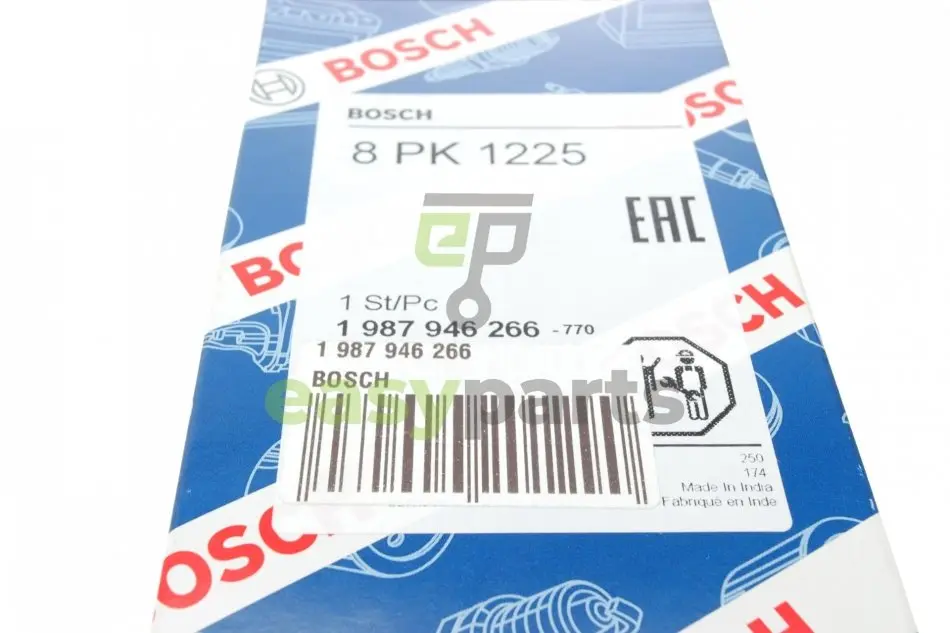 BOSCH
BOSCH
8 PK 1225
EAC
ep
1 St/Pc
1 987 946 266 -770
1 987 946 266
BOSCH
easyparts
250
174
Made In India
Fabriqué en Inde
BOSCH
BOSCH